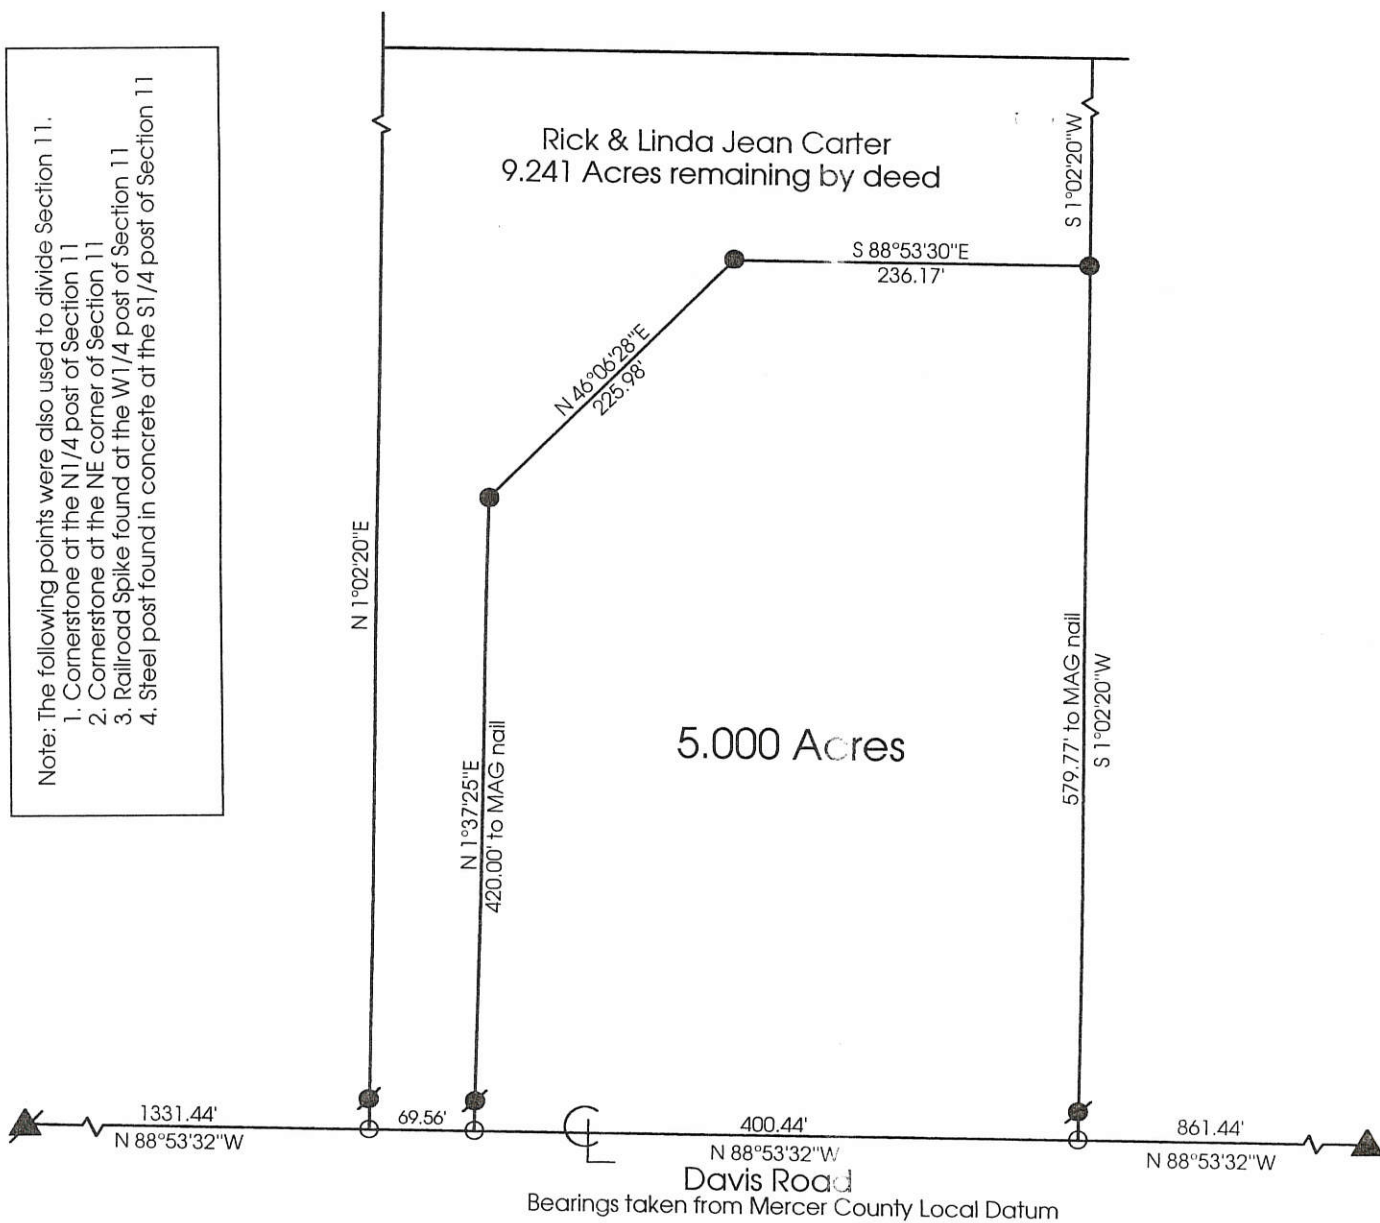 Note: The following points were also used to divide Section 11.
1. Cornerstone at the N1/4 post of Section 11
2. Cornerstone at the NE corner of Section 11
3. Railroad Spike found at the W1/4 post of Section 11
4. Steel post found in concrete at the S1/4 post of Section 11
Rick & Linda Jean Carter
9.241 Acres remaining by deed
S 1°02'20"W
S 88°53'30"E
236.17'
N 46°06'28"E
225.98'
N 1°02'20"E
N 1°37'25"E
420.00' to MAG nail
5.000 Acres
579.77' to MAG nail
S 1°02'20"W
1331.44'
N 88°53'32"W
69.56'
400.44'
N 88°53'32"W
861.44'
N 88°53'32"W
Davis Road
Bearings taken from Mercer County Local Datum